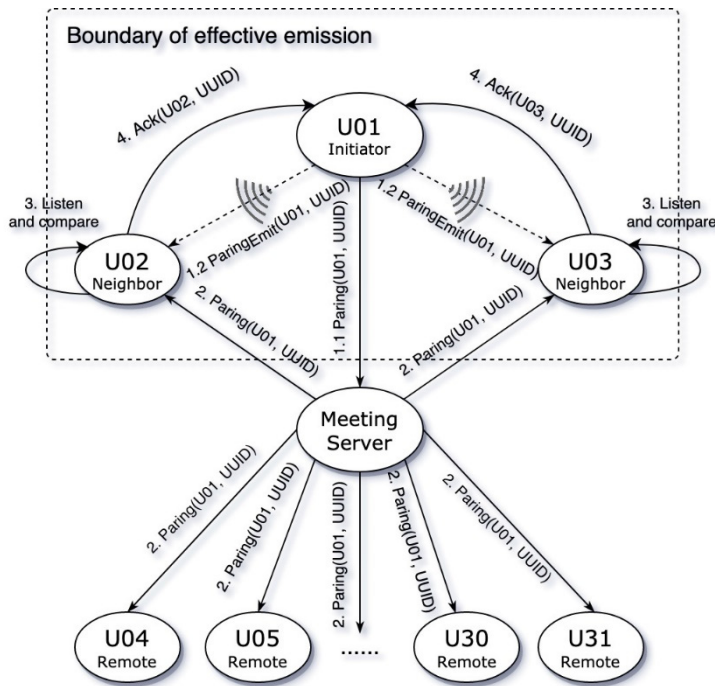 Boundary of effective emission
4. Ack(U02, UUID)
4. Ack(U03, UUID)
U01
Initiator
3. Listen
and compare
3. Listen
and compare
1.2 ParingEmit(U01, UUID)
1.2 ParingEmit(U01, UUID)
U02
Neighbor
U03
Neighbor
1.1 Paring(U01, UUID)
2. Paring(U01, UUID)
2. Paring(U01, UUID)
Meeting
Server
2. Paring(U01, UUID)
2. Paring(U01, UUID)
2. Paring(U01, UUID)
2. Paring(U01, UUID)
2. Paring(U01, UUID)
U04
Remote
U05
Remote
......
U30
Remote
U31
Remote